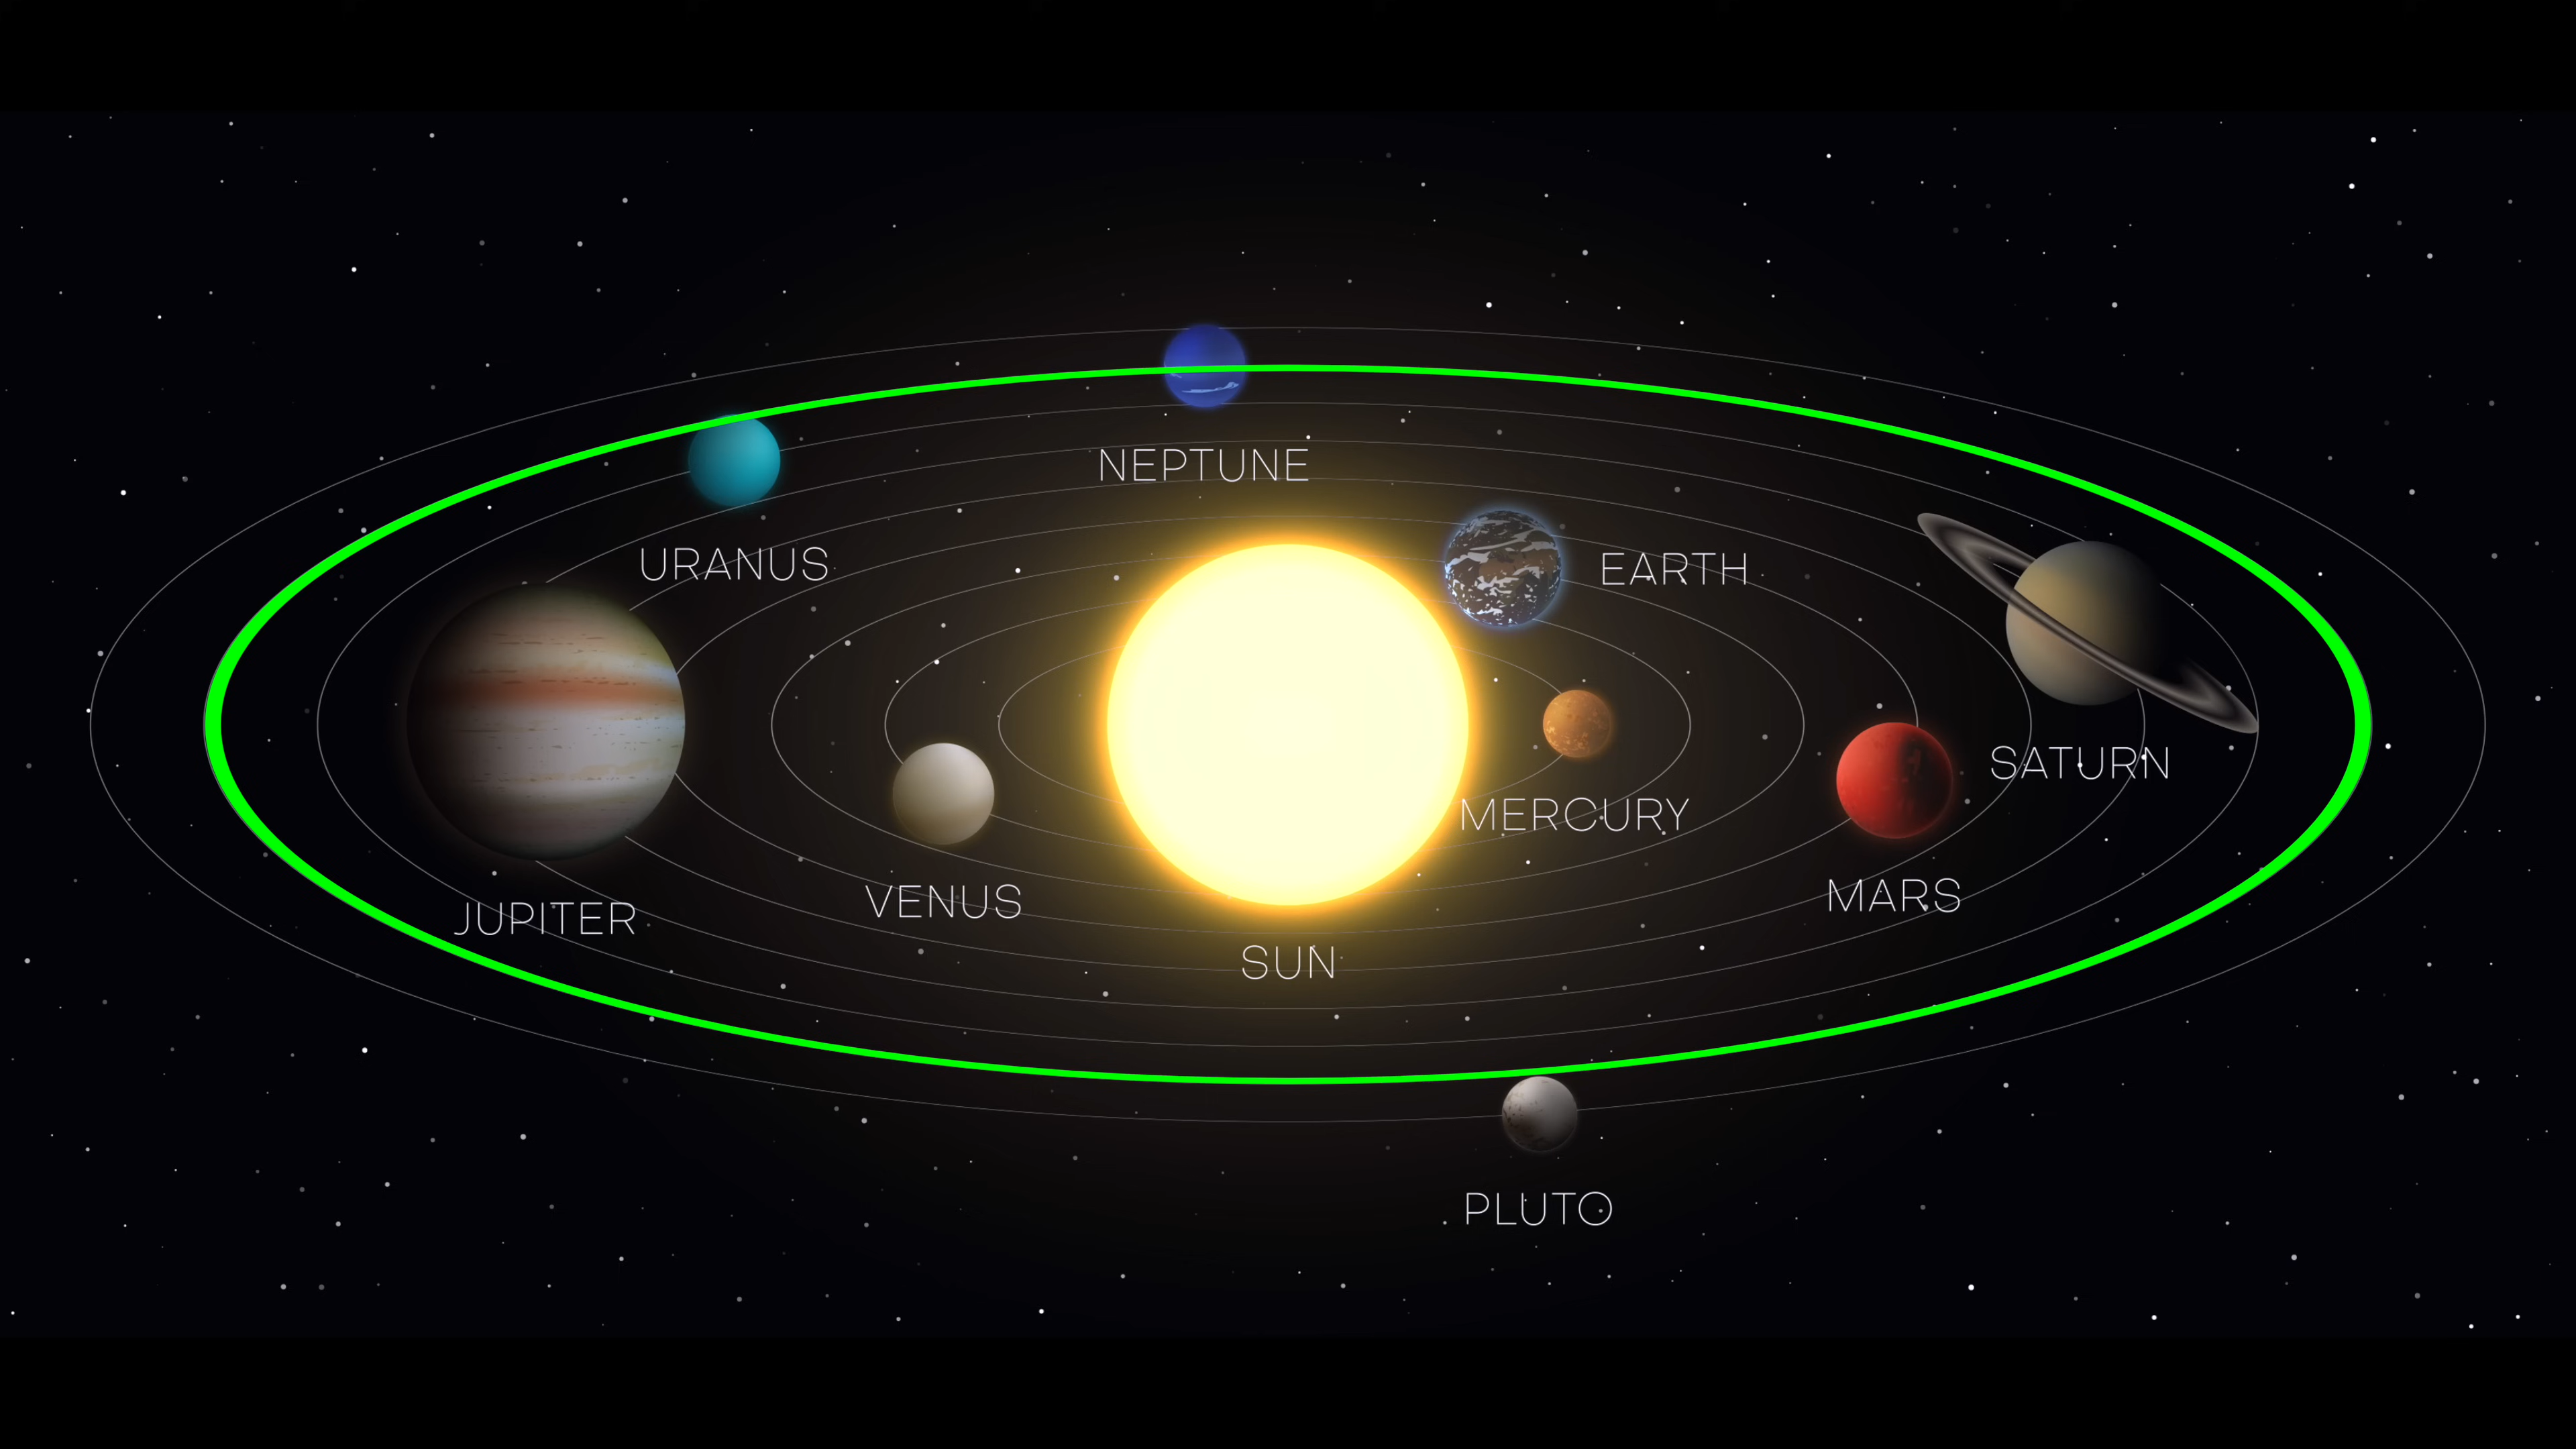 NEPTUNE
URANUS
EARTH
SATURN
MERCURY
MARS
VENUS
JUPITER
SUN
PLUTO